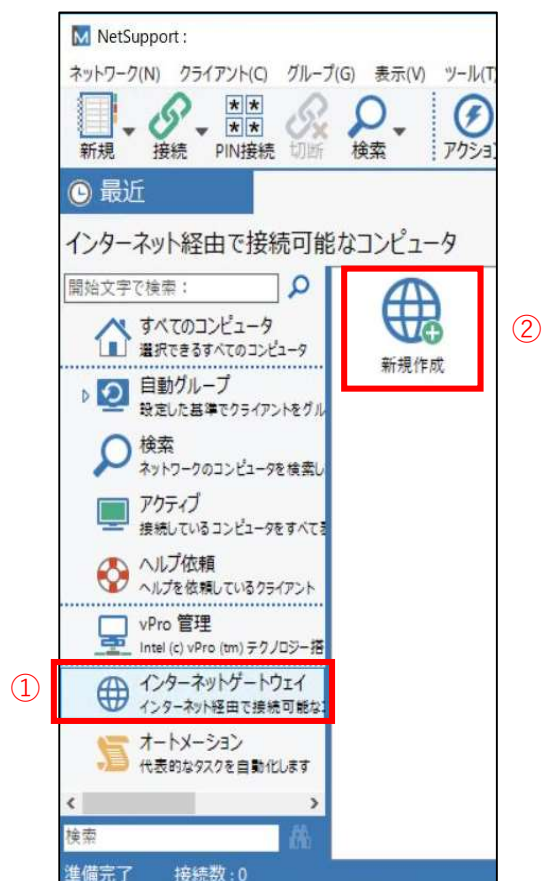 NetSupport :
ネットワーク(N) クライアント(C) グループ(G) 表示(V) ツール(T)
新規 接続 PIN接続 切断 検索 アクショ
最近
インターネット経由で接続可能なコンピュータ
開始文字で検索:
新規作成
②
すべてのコンピュータ
選択できるすべてのコンピュータ
自動グループ
設定した基準でクライアントをグル
検索
ネットワークのコンピュータを検索し
アクティブ
接続しているコンピュータをすべて
ヘルプ依頼
ヘルプを依頼しているクライアント
vPro 管理
Intel (c) vPro (tm) テクノロジー搭
①
インターネットゲートウェイ
インターネット経由で接続可能な
オートメーション
代表的なタスクを自動化します
検索
準備完了 接続数:0